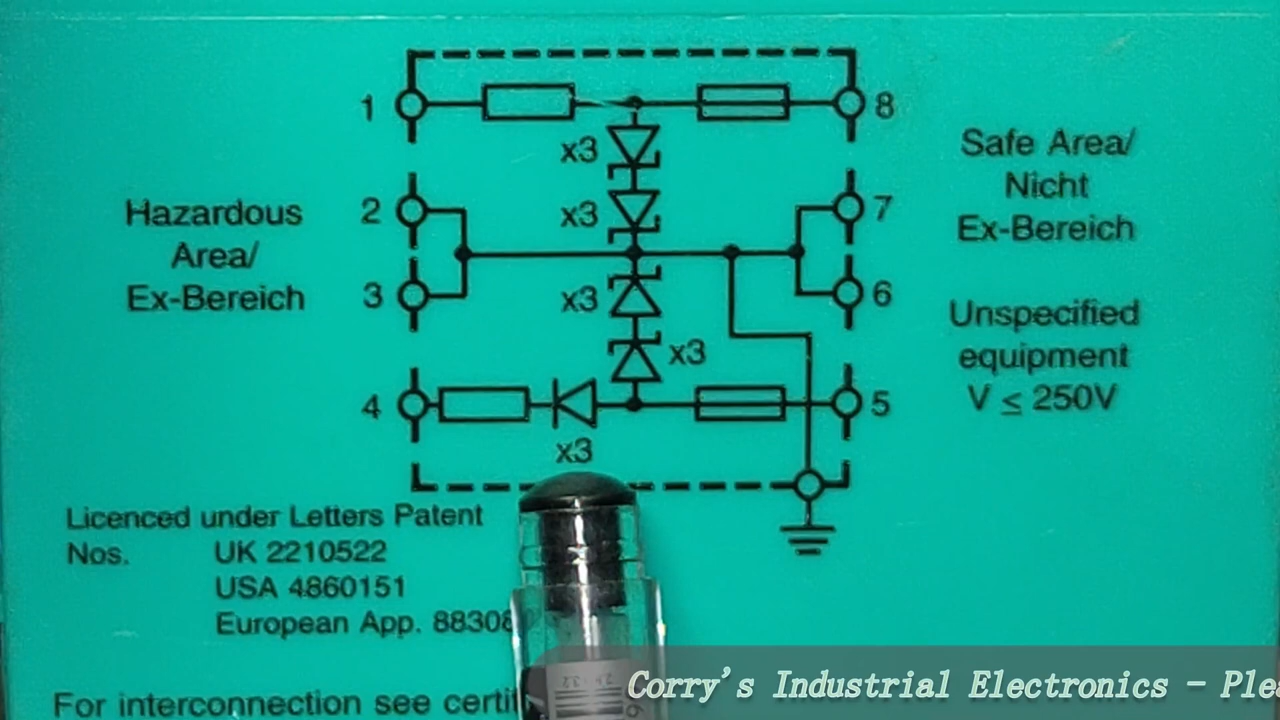 1
8
x3
Safe Area/
Nicht
Ex-Bereich
Hazardous
Area/
Ex-Bereich
2
x3
7
3
x3
6
Unspecified
equipment
V ≤ 250V
x3
4
5
x3
Licenced under Letters Patent
Nos. UK 2210522
USA 4860151
European App. 88308
For interconnection see
Corry's Industrial Electronics -